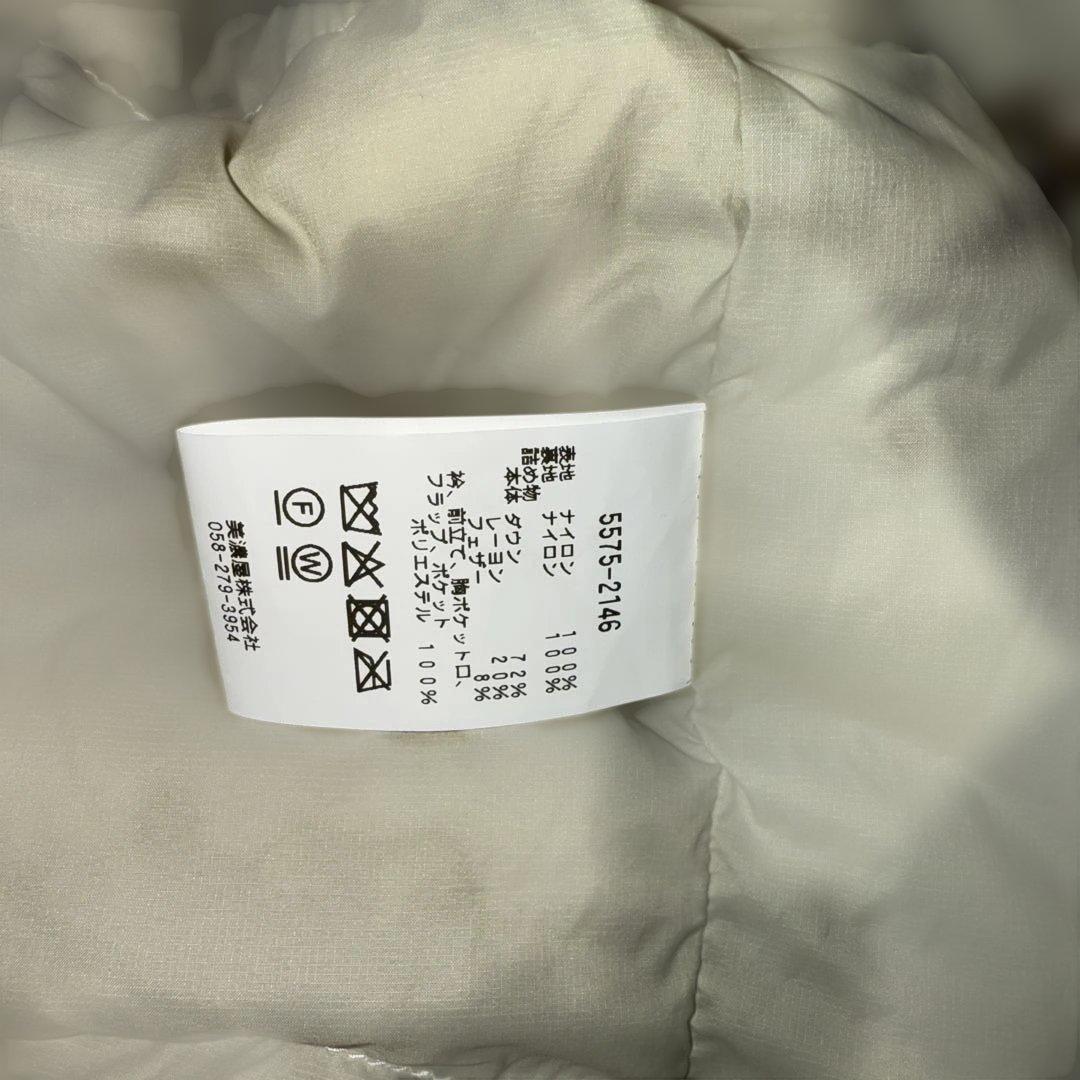 5575-2146
表地 ナイロン 100%
裏地 ナイロン 100%
詰め物
本体 ダウン 72%
レーヨン 20%
フェザー 8%
衿、前立て、胸ポケット口、
フラップ、ポケット
ポリエステル 100%
F W
美濃屋株式会社
058-279-3954